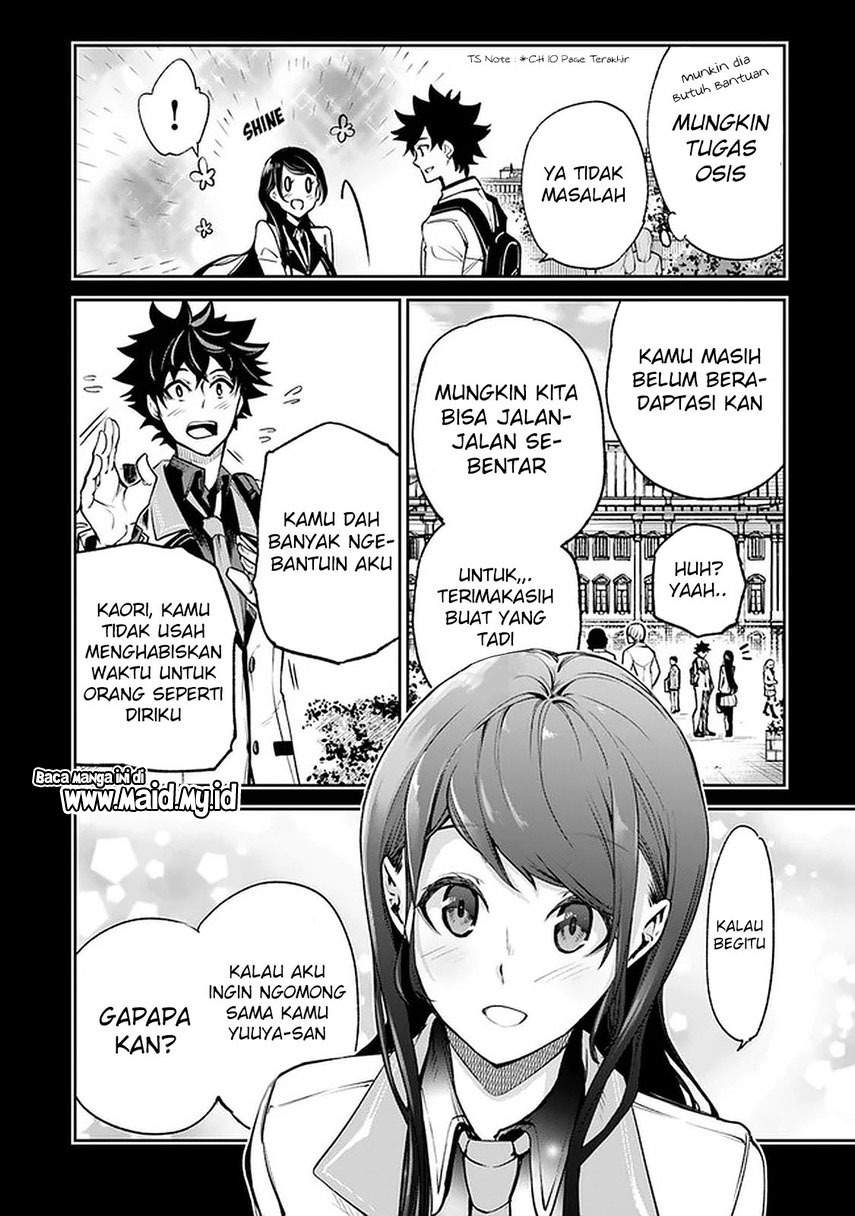 TS Note : *CH 10 Page Terakhir
Munkin dia
Butuh Bantuan
MUNGKIN
TUGAS
OSIS
YA TIDAK
MASALAH
SHINE
!
KAMU MASIH
BELUM BERA-
DAPTASI KAN
MUNGKIN KITA
BISA JALAN-
JALAN SE-
BENTAR
UNTUK,,.
TERIMAKASIH
BUAT YANG
TADI
HUH?
YAAH..
KAMU DAH
BANYAK NGE-
BANTUIN AKU
KAORI, KAMU
TIDAK USAH
MENGHABISKAN
WAKTU UNTUK
ORANG SEPERTI
DIRIKU
Baca Manga ini di
www.Maid.My.id
KALAU
BEGITU
KALAU AKU
INGIN NGOMONG
SAMA KAMU
YUUYA-SAN
GAPAPA
KAN?